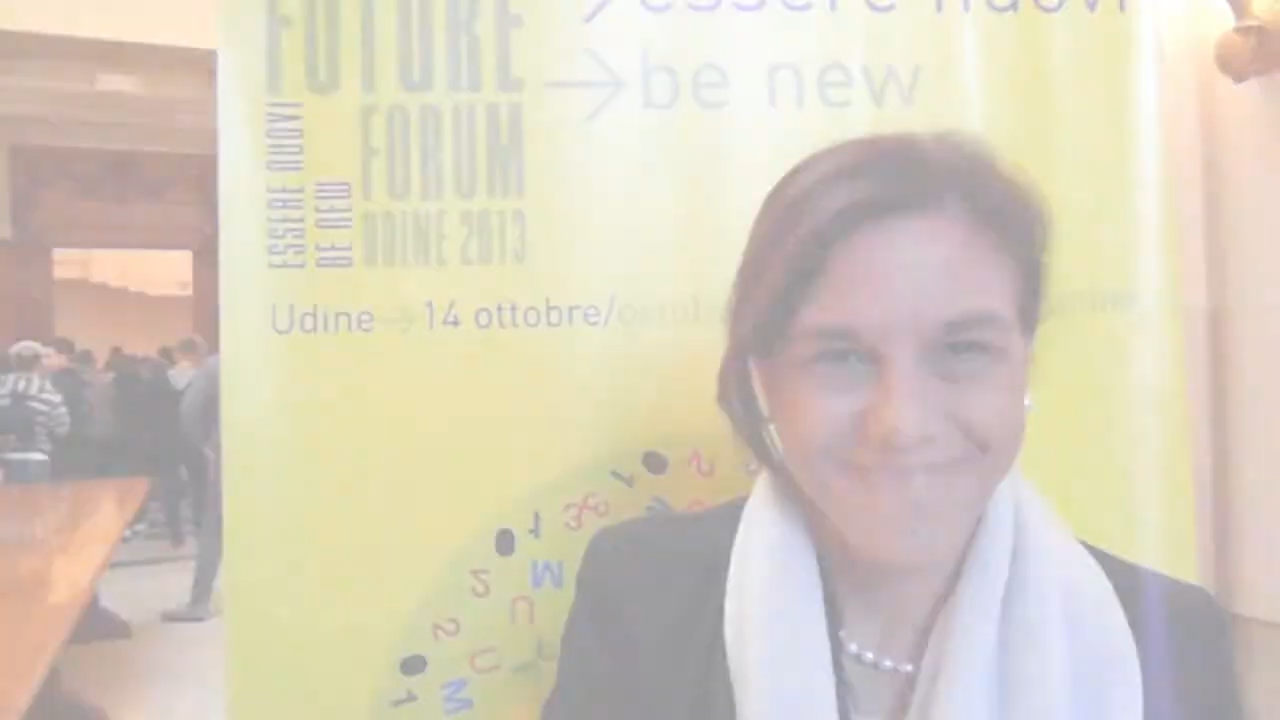 FUTURE
FORUM
UDINE 2013
ESSERE NUOVI
BE NEW
→essere nuovi
→be new
Udine→14 ottobre/